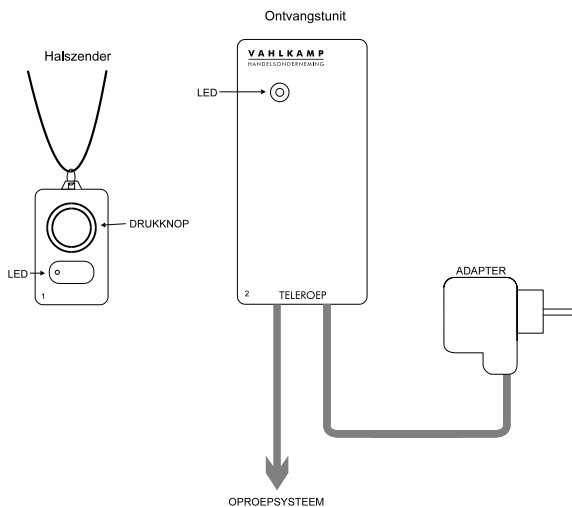 Ontvangstunit
Halszender
VAHLKAMP
HANDELSONDERNEMING
LED
DRUKKNOP
LED
1
2 TELEROEP
ADAPTER
OPROEPSYSTEEM